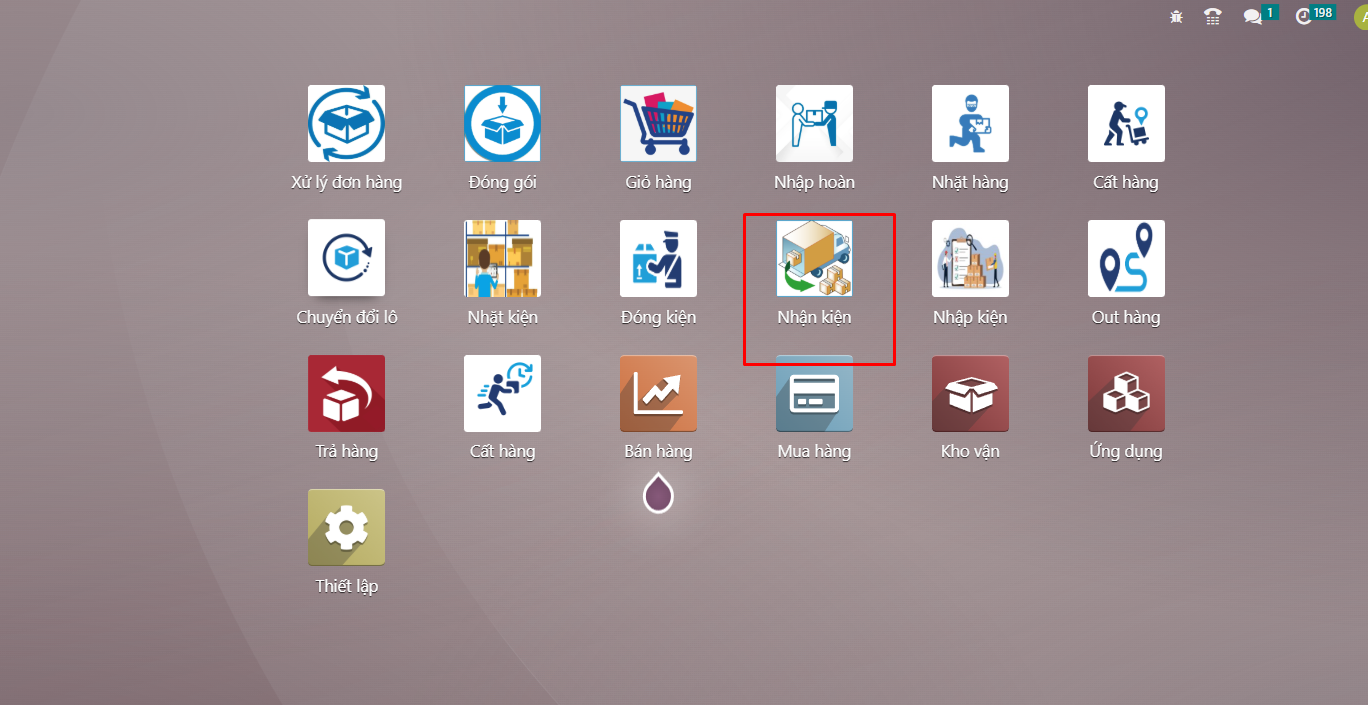 1
198
Xử lý đơn hàng
Đóng gói
Giỏ hàng
Nhập hoàn
Nhặt hàng
Cất hàng
Chuyển đổi lô
Nhặt kiện
Đóng kiện
Nhận kiện
Nhập kiện
Out hàng
Trả hàng
Cất hàng
Bán hàng
Mua hàng
Kho vận
Ứng dụng
Thiết lập